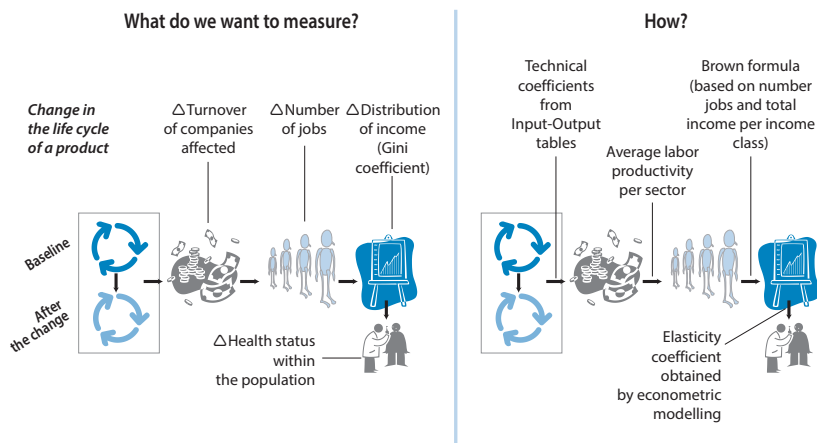 What do we want to measure?
Change in
the life cycle
of a product
△Turnover
of companies
affected
△Number
of jobs
△Distribution
of income
(Gini
coefficient)
Baseline
After
the change
△Health status
within
the population
How?
Technical
coefficients
from
Input-Output
tables
Average labor
productivity
per sector
Brown formula
(based on number
jobs and total
income per income
class)
Elasticity
coefficient
obtained
by econometric
modelling